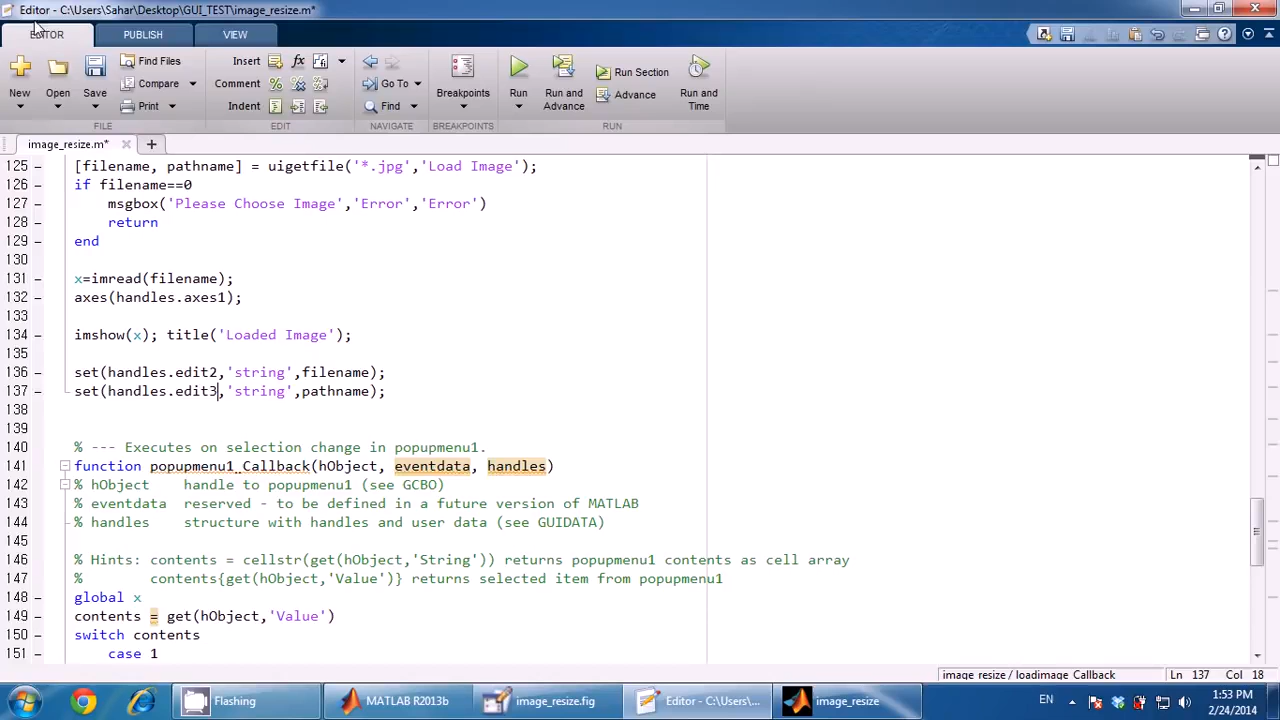 Editor - C:\Users\Sahar\Desktop\GUI_TEST\image_resize.m*
EDITOR PUBLISH VIEW
New Open Save Find Files Compare Print
Insert Comment Indent
Go To Find
Breakpoints
Run Run and Advance Run Section Advance Run and Time
FILE EDIT NAVIGATE BREAKPOINTS RUN
image_resize.m*
125 [filename, pathname] = uigetfile('*.jpg','Load Image');
126 if filename==0
127 msgbox('Please Choose Image','Error','Error')
128 return
129 end
130
131 x=imread(filename);
132 axes(handles.axes1);
133
134 imshow(x); title('Loaded Image');
135
136 set(handles.edit2,'string',filename);
137 set(handles.edit3,'string',pathname);
138
139
140 % --- Executes on selection change in popupmenu1.
141 function popupmenu1_Callback(hObject, eventdata, handles)
142 % hObject    handle to popupmenu1 (see GCBO)
143 % eventdata  reserved - to be defined in a future version of MATLAB
144 % handles    structure with handles and user data (see GUIDATA)
145
146 % Hints: contents = cellstr(get(hObject,'String')) returns popupmenu1 contents as cell array
147 %        contents{get(hObject,'Value')} returns selected item from popupmenu1
148 global x
149 contents = get(hObject,'Value')
150 switch contents
151 case 1
image_resize / loadimage_Callback Ln 137 Col 18
Flashing MATLAB R2013b image_resize.fig Editor - C:\Users\... image_resize EN 1:53 PM
2/24/2014